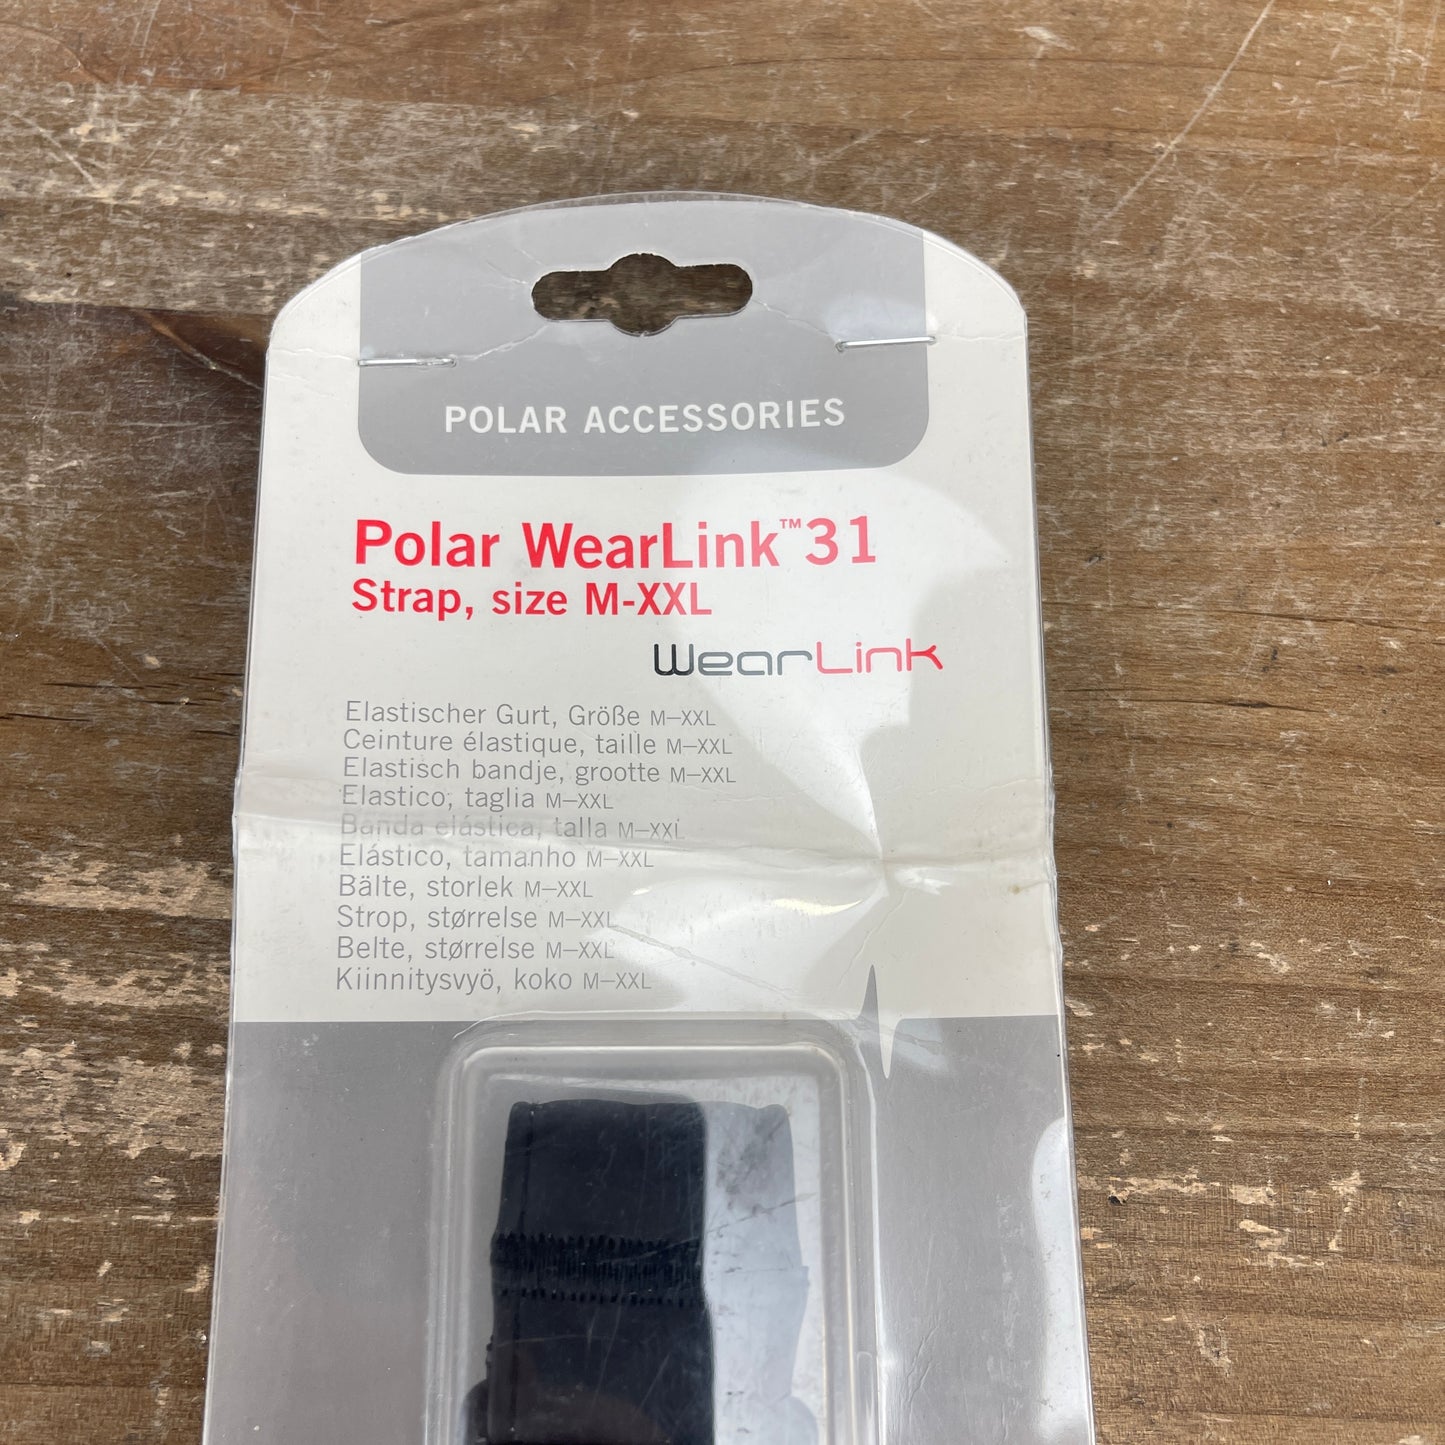 POLAR ACCESSORIES
Polar WearLink™ 31
Strap, size M-XXL
WearLink
Elastischer Gurt, Größe M–XXL
Ceinture élastique, taille M–XXL
Elastisch bandje, grootte M–XXL
Elastico, taglia M–XXL
Banda elástica, talla M–XXL
Elástico, tamanho M–XXL
Bälte, storlek M–XXL
Strop, størrelse M–XXL
Belte, størrelse M–XXL
Kiinnitysvyö, koko M–XXL